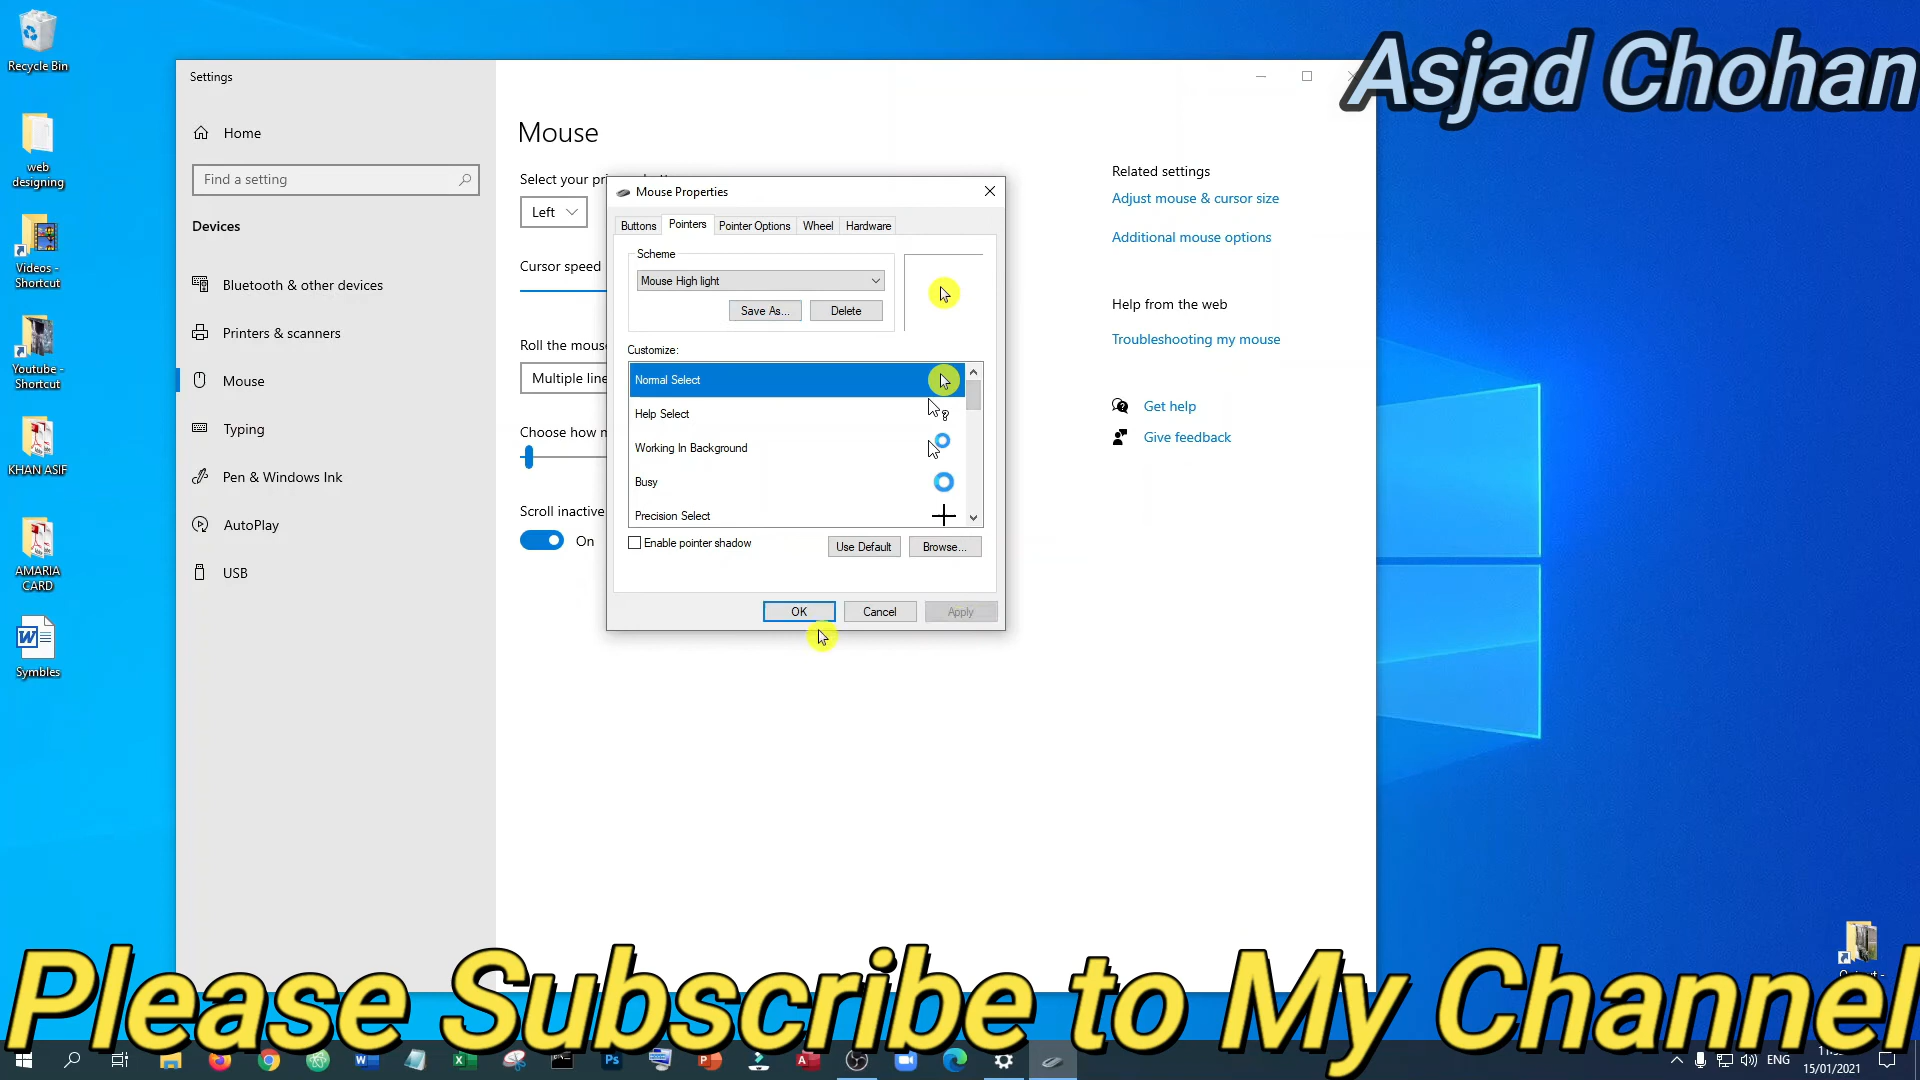 Recycle Bin
web
designing
Videos -
Shortcut
Youtube -
Shortcut
KHAN ASIF
AMARIA
CARD
Symbles
Settings
Home
Find a setting
Devices
Bluetooth & other devices
Printers & scanners
Mouse
Typing
Pen & Windows Ink
AutoPlay
USB
Mouse
Select your pri
Left
Cursor speed
Roll the mouse
Multiple line
Choose how m
Scroll inactive
On
Mouse Properties
Buttons
Pointers
Pointer Options
Wheel
Hardware
Scheme
Mouse High light
Save As...
Delete
Customize:
Normal Select
Help Select
Working In Background
Busy
Precision Select
Enable pointer shadow
Use Default
Browse...
OK
Cancel
Apply
Related settings
Adjust mouse & cursor size
Additional mouse options
Help from the web
Troubleshooting my mouse
Get help
Give feedback
Asjad Chohan
Please Subscribe to My Channel
ENG
15/01/2021